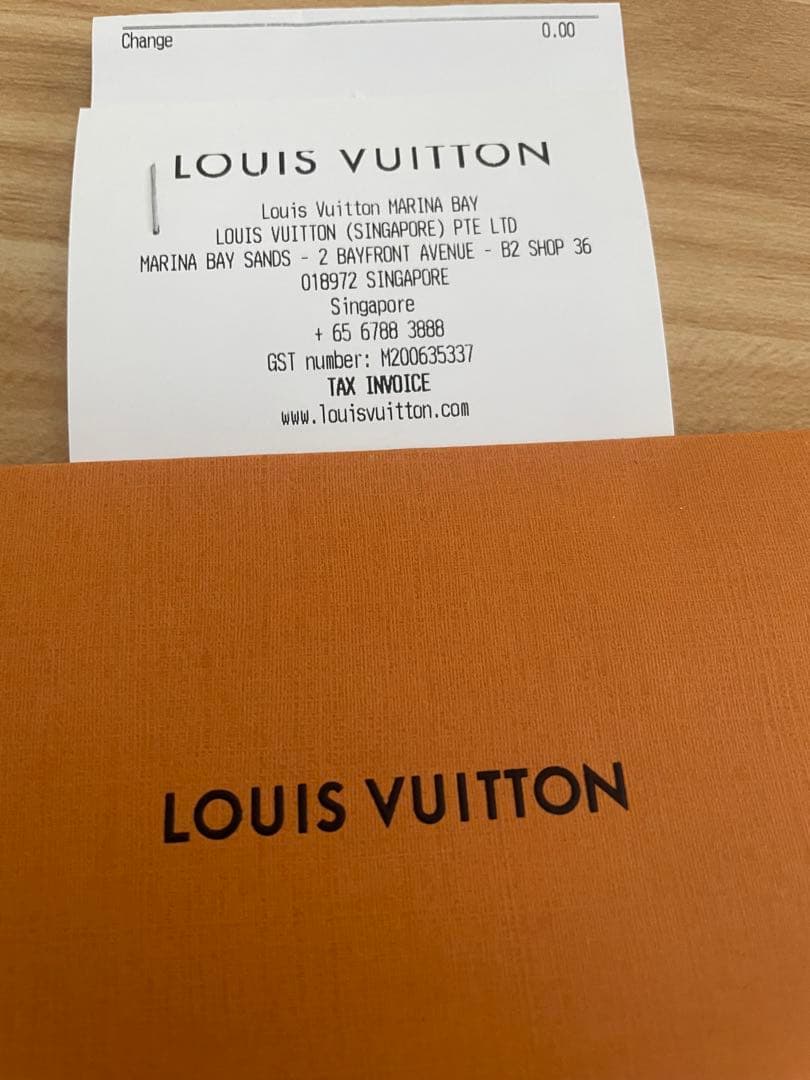 Change 0.00
LOUIS VUITTON
Louis Vuitton MARINA BAY
LOUIS VUITTON (SINGAPORE) PTE LTD
MARINA BAY SANDS - 2 BAYFRONT AVENUE - B2 SHOP 36
018972 SINGAPORE
Singapore
+ 65 6788 3888
GST number: M200635337
TAX INVOICE
www.louisvuitton.com
LOUIS VUITTON